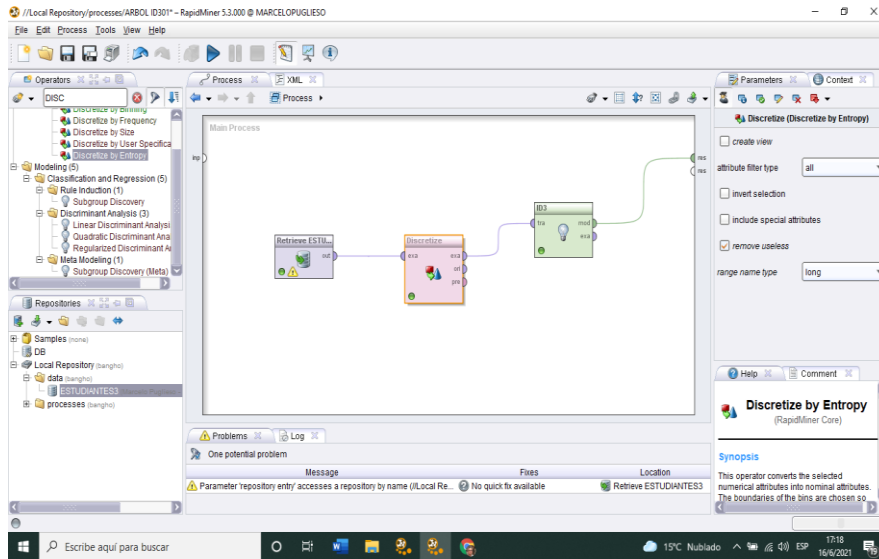 //Local Repository/processes/ARBOL ID301* – RapidMiner 5.3.000 @ MARCELOPUGLIESO
File Edit Process Tools View Help
Operators
DISC
Discretize by Binning
Discretize by Frequency
Discretize by Size
Discretize by User Specifica
Discretize by Entropy
Modeling (5)
Classification and Regression (5)
Rule Induction (1)
Subgroup Discovery
Discriminant Analysis (3)
Linear Discriminant Analysi
Quadratic Discriminant Ana
Regularized Discriminant A
Meta Modeling (1)
Subgroup Discovery (Meta)
Repositories
Samples (none)
DB
Local Repository (bangho)
data (bangho)
ESTUDIANTES3
processes (bangho)
Process
XML
Process
Main Process
inp
res
res
Retrieve ESTU...
out
Discretize
exa
exa
ori
pre
ID3
tra
mod
exa
Problems
Log
One potential problem
Message Fixes Location
Parameter 'repository entry' accesses a repository by name (//Local Re... No quick fix available Retrieve ESTUDIANTES3
Parameters
Context
Discretize (Discretize by Entropy)
create view
attribute filter type all
invert selection
include special attributes
remove useless
range name type long
Help
Comment
Discretize by Entropy
(RapidMiner Core)
Synopsis
This operator converts the selected
numerical attributes into nominal attributes.
The boundaries of the bins are chosen so
Escribe aquí para buscar
15°C Nublado
ESP
17:18
16/6/2021